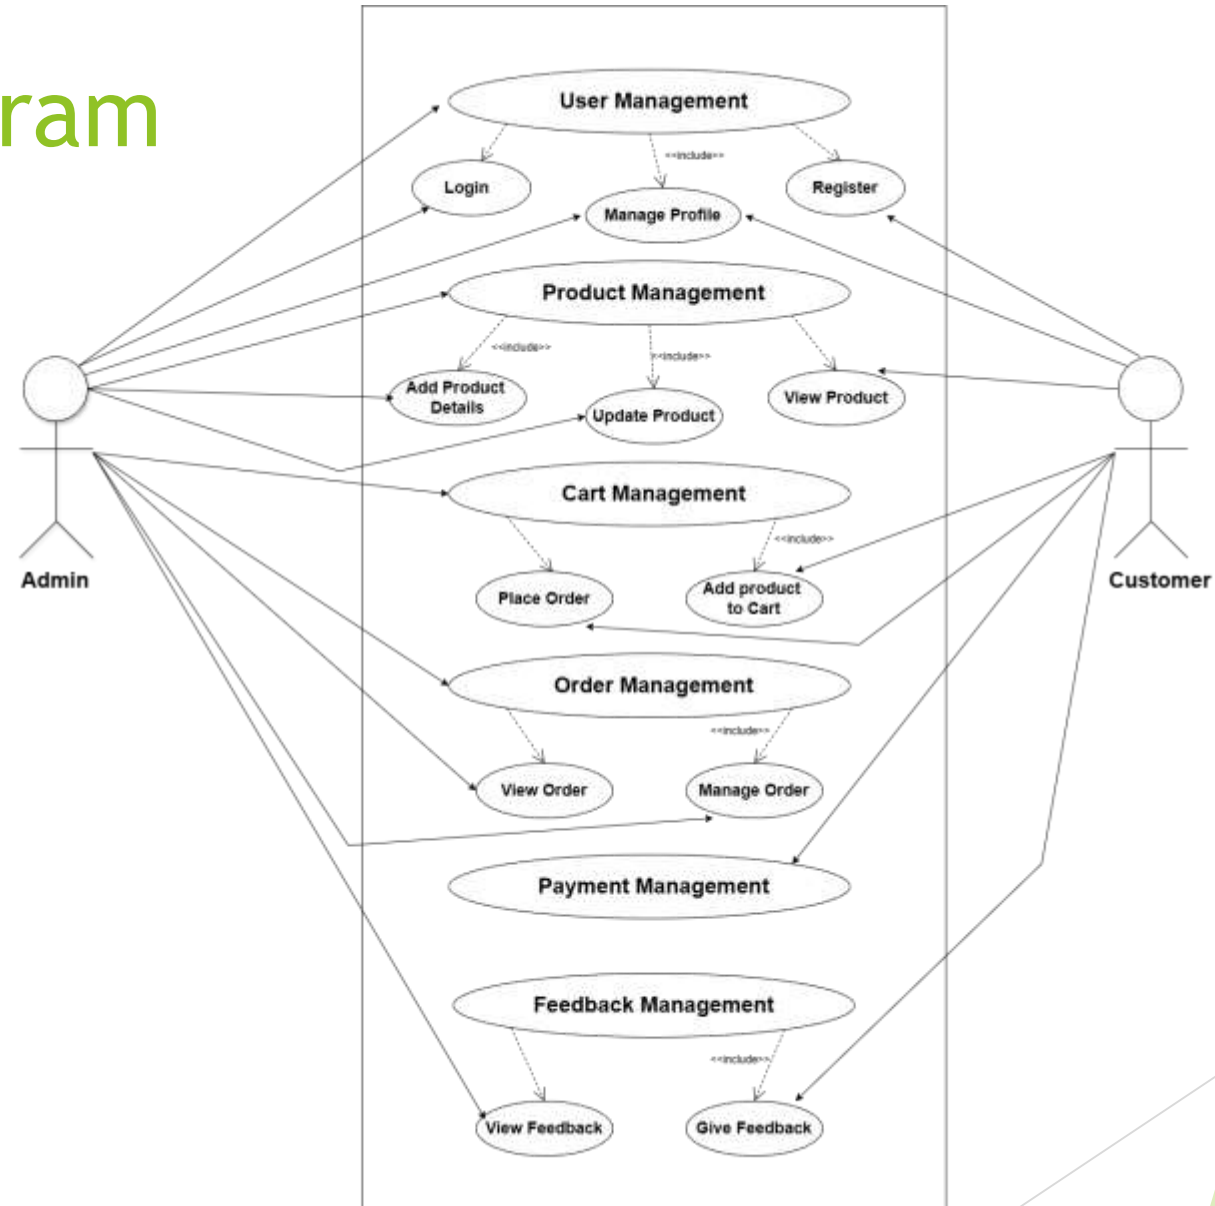 ram
User Management
<<include>>
Login
Register
Manage Profile
Product Management
<<include>>
<<include>>
Add Product
Details
View Product
Update Product
Cart Management
<<include>>
Admin
Customer
Place Order
Add product
to Cart
Order Management
<<include>>
View Order
Manage Order
Payment Management
Feedback Management
<<include>>
View Feedback
Give Feedback